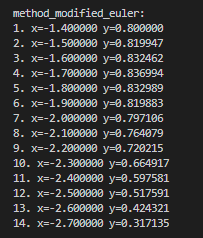 method_modified_euler:
1. x=-1.400000 y=0.800000
2. x=-1.500000 y=0.819947
3. x=-1.600000 y=0.832462
4. x=-1.700000 y=0.836994
5. x=-1.800000 y=0.832989
6. x=-1.900000 y=0.819883
7. x=-2.000000 y=0.797106
8. x=-2.100000 y=0.764079
9. x=-2.200000 y=0.720215
10. x=-2.300000 y=0.664917
11. x=-2.400000 y=0.597581
12. x=-2.500000 y=0.517591
13. x=-2.600000 y=0.424321
14. x=-2.700000 y=0.317135